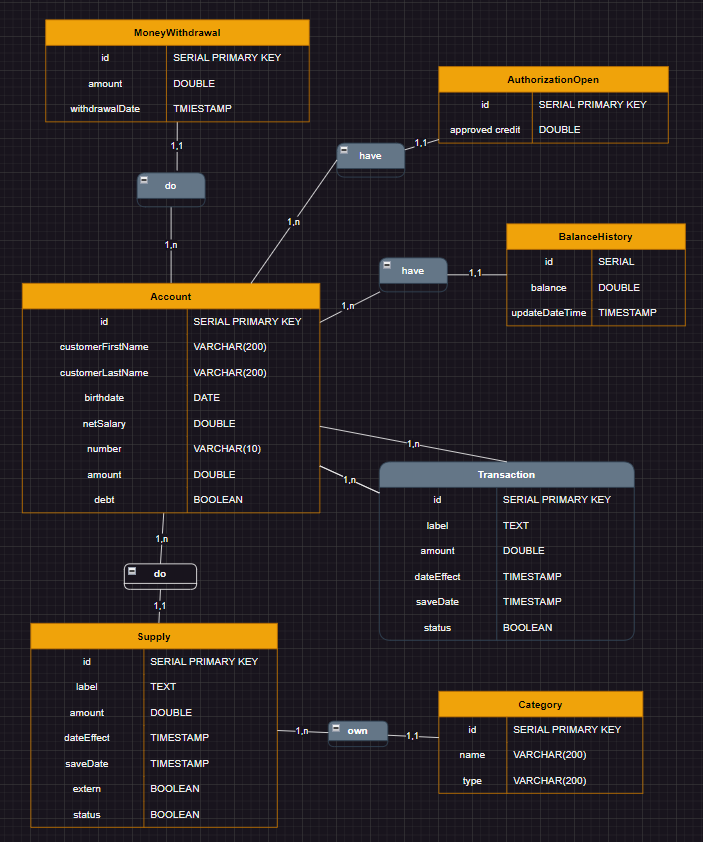 MoneyWithdrawal
id SERIAL PRIMARY KEY
amount DOUBLE
withdrawalDate TMIESTAMP
1,1
do
1,n
AuthorizationOpen
id SERIAL PRIMARY KEY
approved credit DOUBLE
1,1
have
1,n
BalanceHistory
id SERIAL
balance DOUBLE
updateDateTime TIMESTAMP
have
1,1
1,n
Account
id SERIAL PRIMARY KEY
customerFirstName VARCHAR(200)
customerLastName VARCHAR(200)
birthdate DATE
netSalary DOUBLE
number VARCHAR(10)
amount DOUBLE
debt BOOLEAN
1,n
1,n
Transaction
id SERIAL PRIMARY KEY
label TEXT
amount DOUBLE
dateEffect TIMESTAMP
saveDate TIMESTAMP
status BOOLEAN
1,n
do
1,1
Supply
id SERIAL PRIMARY KEY
label TEXT
amount DOUBLE
dateEffect TIMESTAMP
saveDate TIMESTAMP
extern BOOLEAN
status BOOLEAN
1,n
own
1,1
Category
id SERIAL PRIMARY KEY
name VARCHAR(200)
type VARCHAR(200)